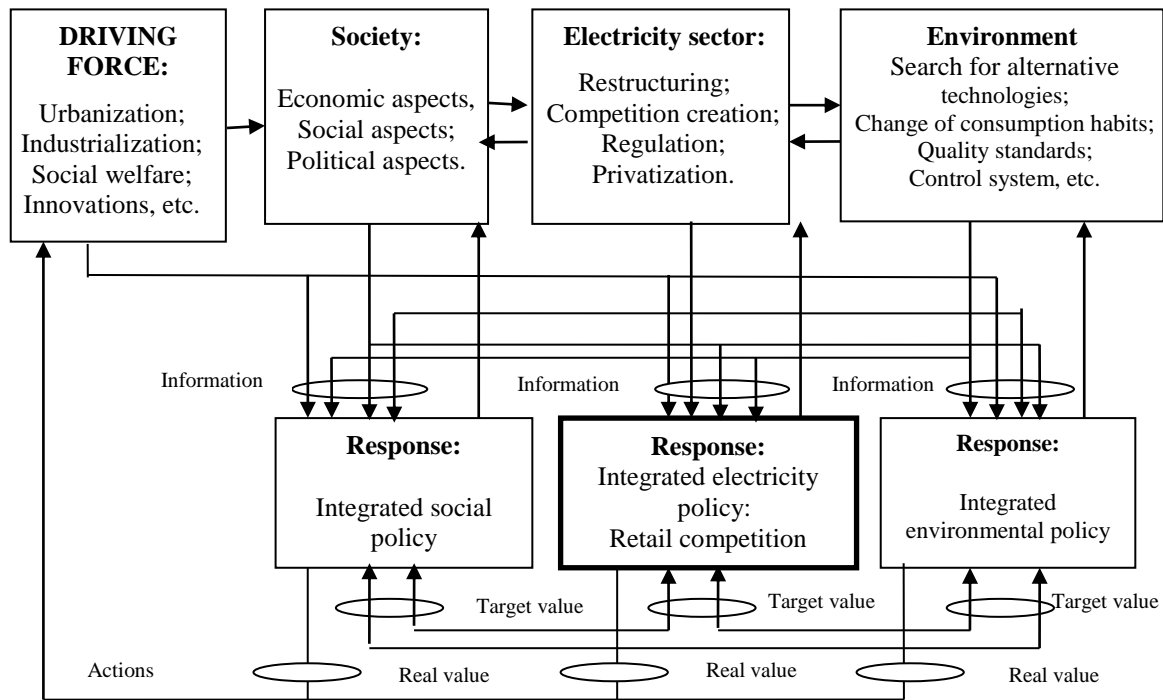 DRIVING
FORCE:
Urbanization;
Industrialization;
Social welfare;
Innovations, etc.
Society:
Economic aspects,
Social aspects;
Political aspects.
Electricity sector:
Restructuring;
Competition creation;
Regulation;
Privatization.
Environment
Search for alternative
technologies;
Change of consumption habits;
Quality standards;
Control system, etc.
Information
Information
Information
Response:
Integrated social
policy
Response:
Integrated electricity
policy:
Retail competition
Response:
Integrated
environmental policy
Target value
Target value
Target value
Actions
Real value
Real value
Real value